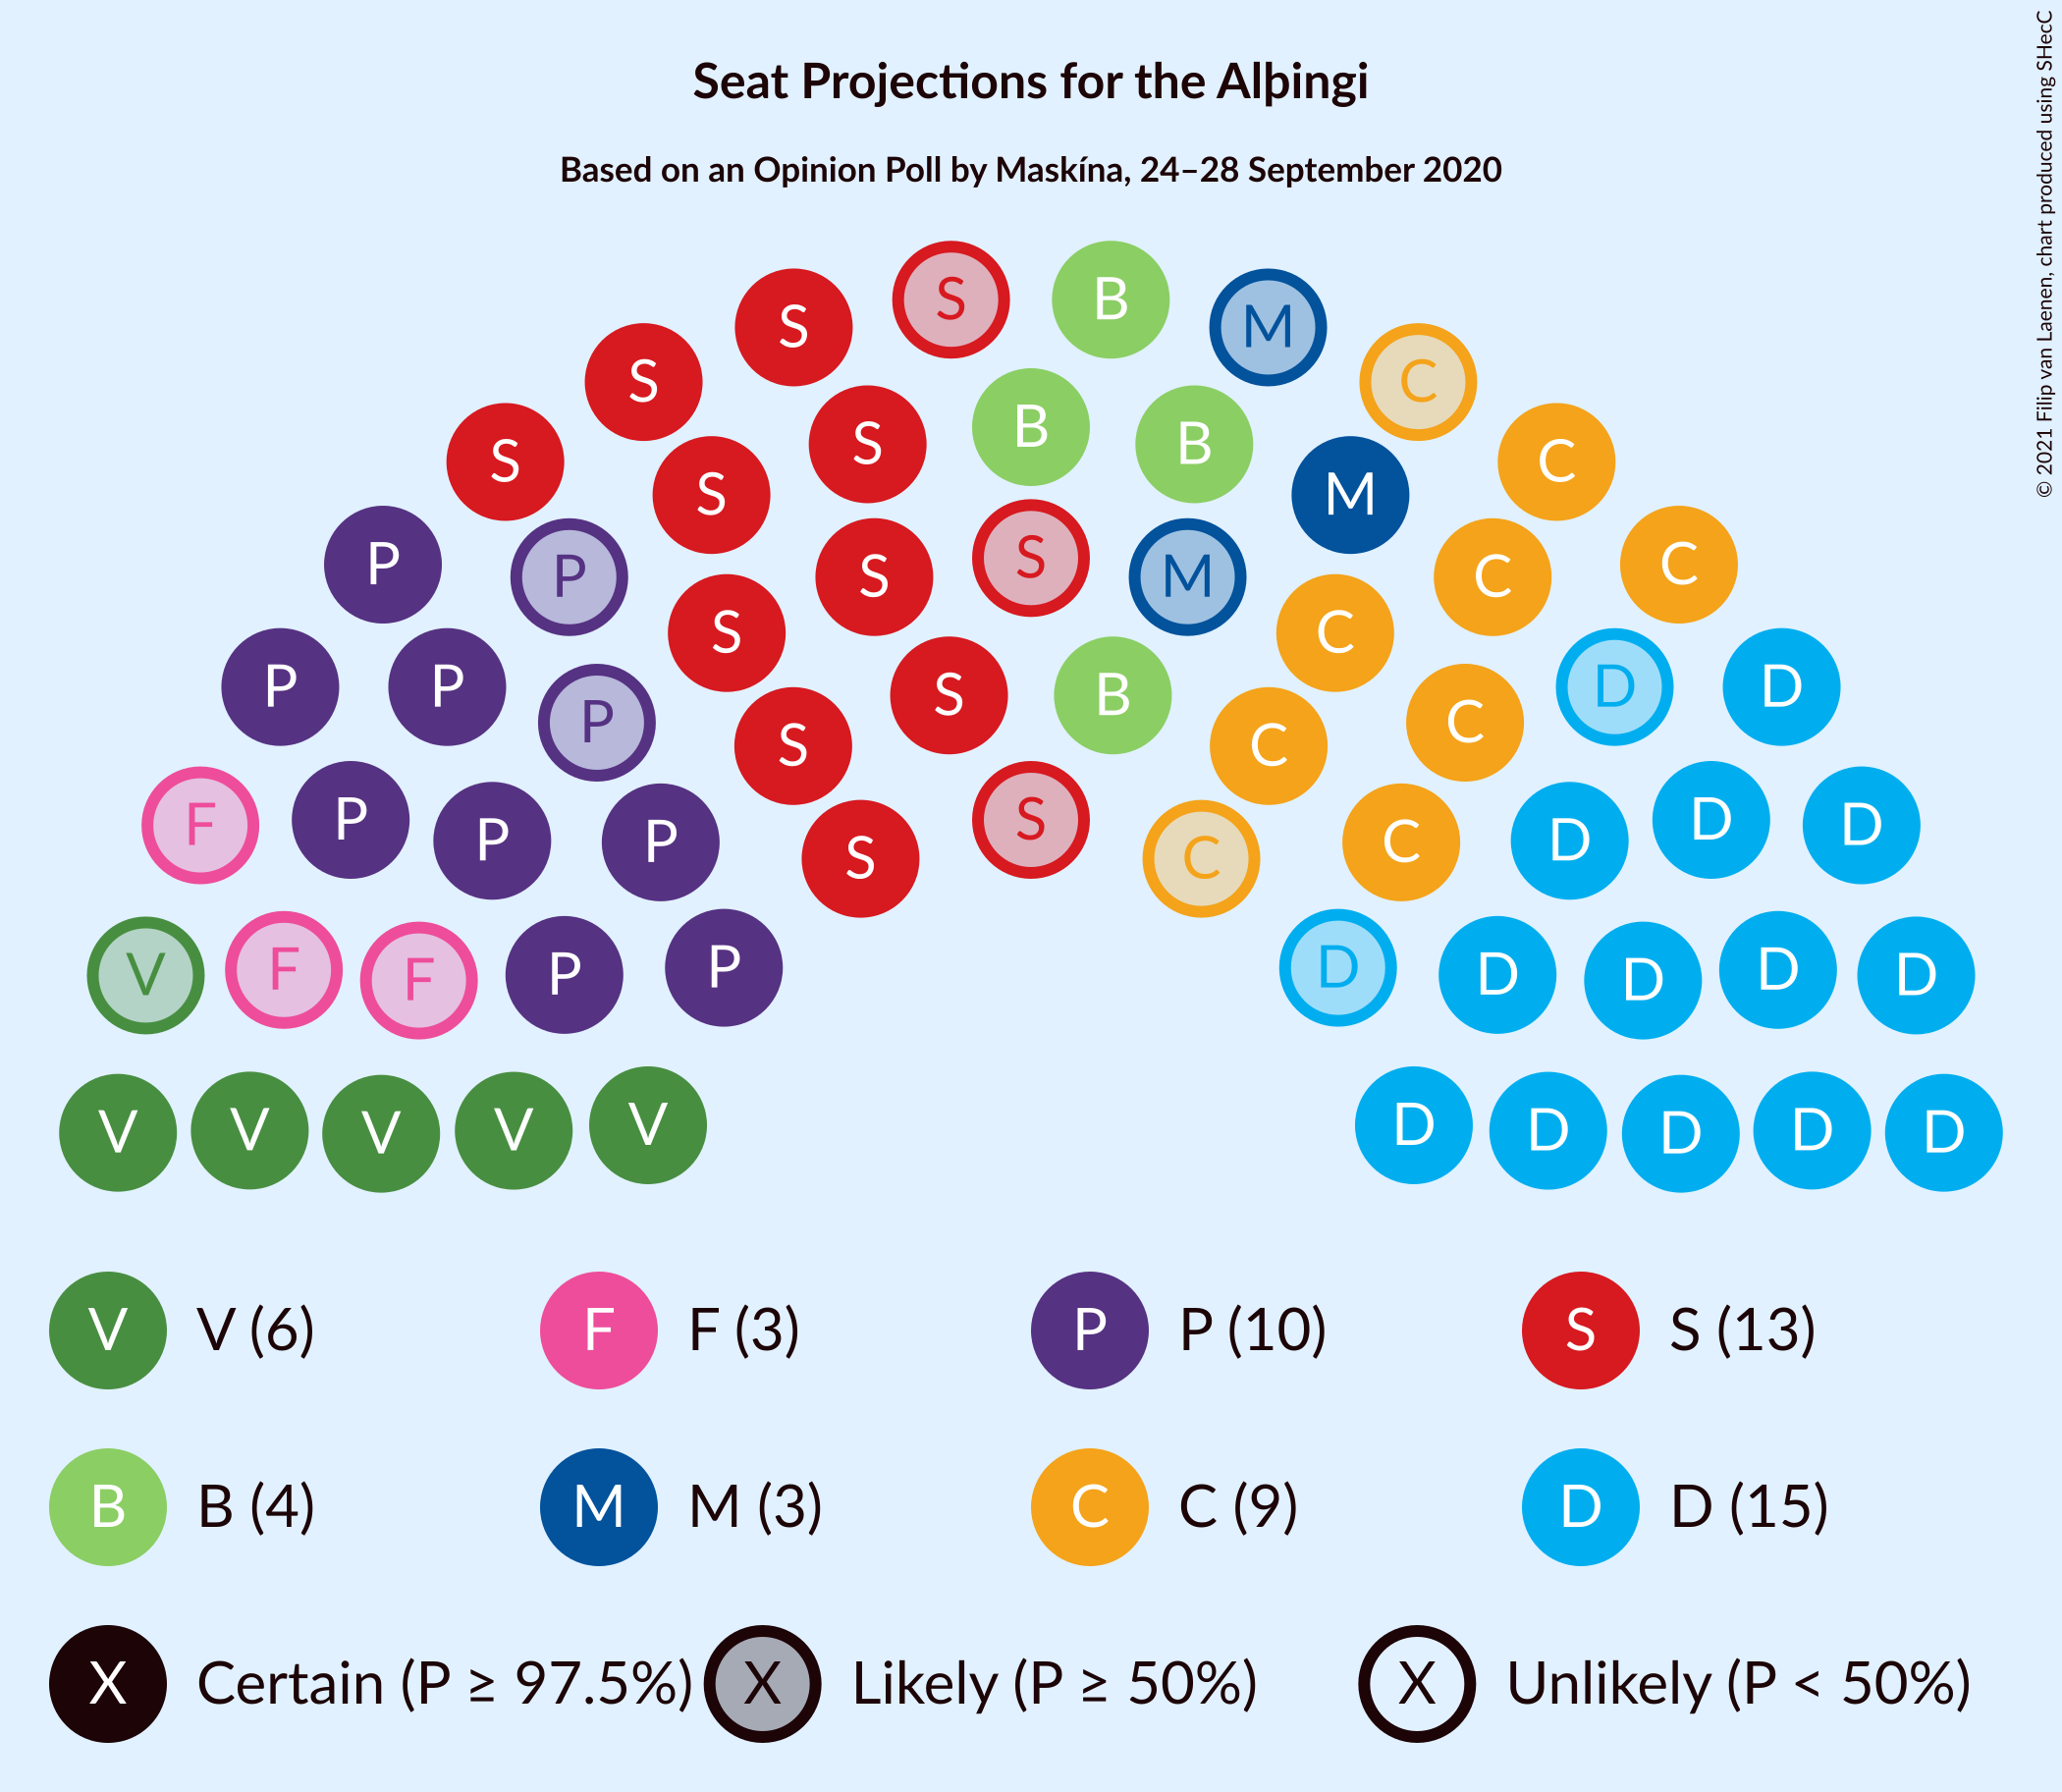 Seat Projections for the Alþingi
Based on an Opinion Poll by Maskína, 24–28 September 2020
© 2021 Filip van Laenen, chart produced using SHecC
S B
S M
S C
B
S B
S C
S M
S
P C
P S M C
S C
P P D D
S B
P C
S C
F P S D D
P P C D
S C
V F F P P D D D D D
V V V V V D D D D D
V V (6) F F (3) P P (10) S S (13)
B B (4) M M (3) C C (9) D D (15)
X Certain (P ≥ 97.5%) X Likely (P ≥ 50%) X Unlikely (P < 50%)